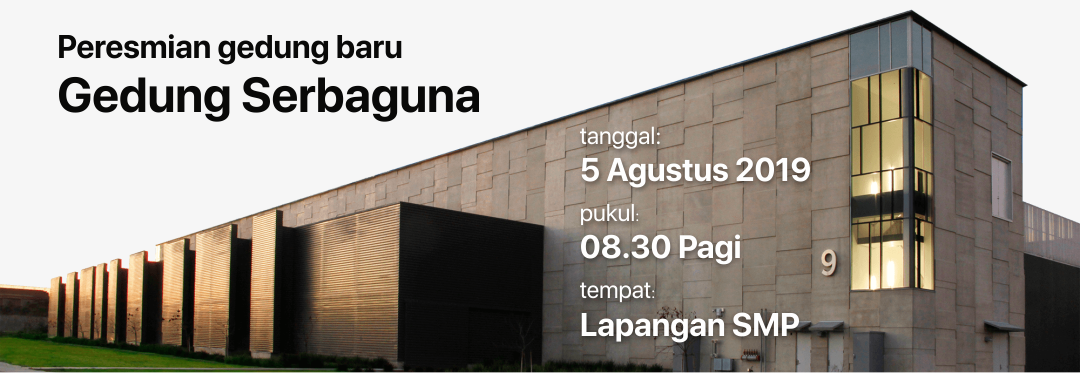 Peresmian gedung baru
Gedung Serbaguna
tanggal:
5 Agustus 2019
pukul:
08.30 Pagi
9
tempat:
Lapangan SMP